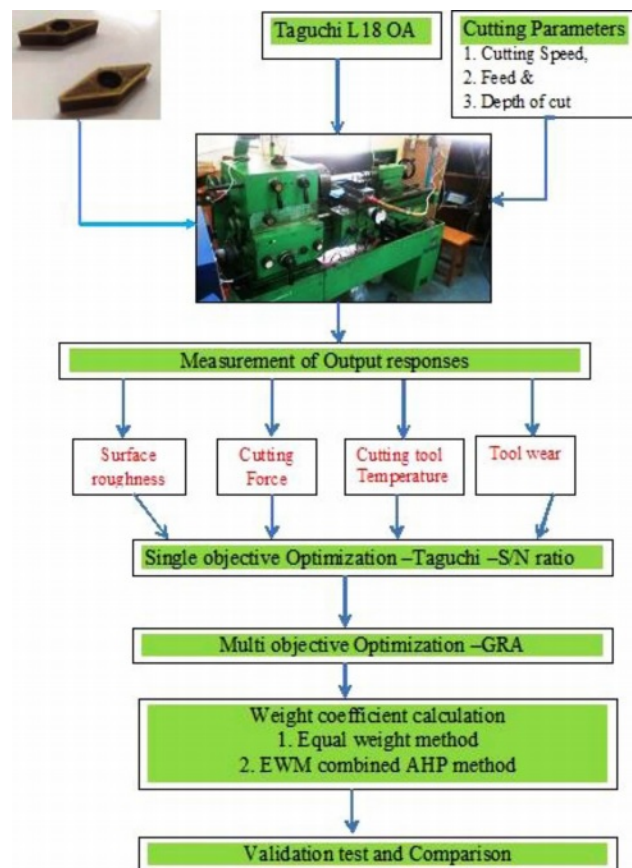 Taguchi L18 OA
Cutting Parameters
1. Cutting Speed,
2. Feed &
3. Depth of cut
Measurement of Output responses
Surface
roughness
Cutting
Force
Cutting tool
Temperature
Tool wear
Single objective Optimization –Taguchi –S/N ratio
Multi objective Optimization –GRA
Weight coefficient calculation
1. Equal weight method
2. EWM combined AHP method
Validation test and Comparison